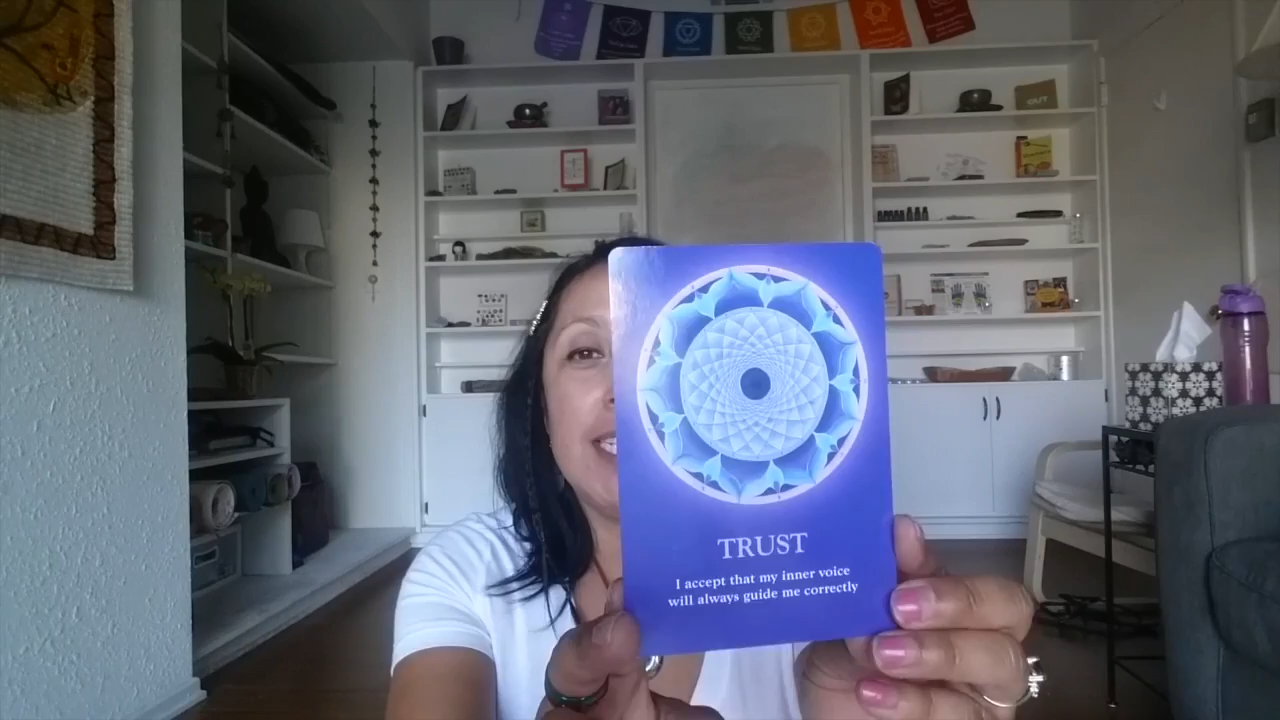 TRUST
I accept that my inner voice
will always guide me correctly